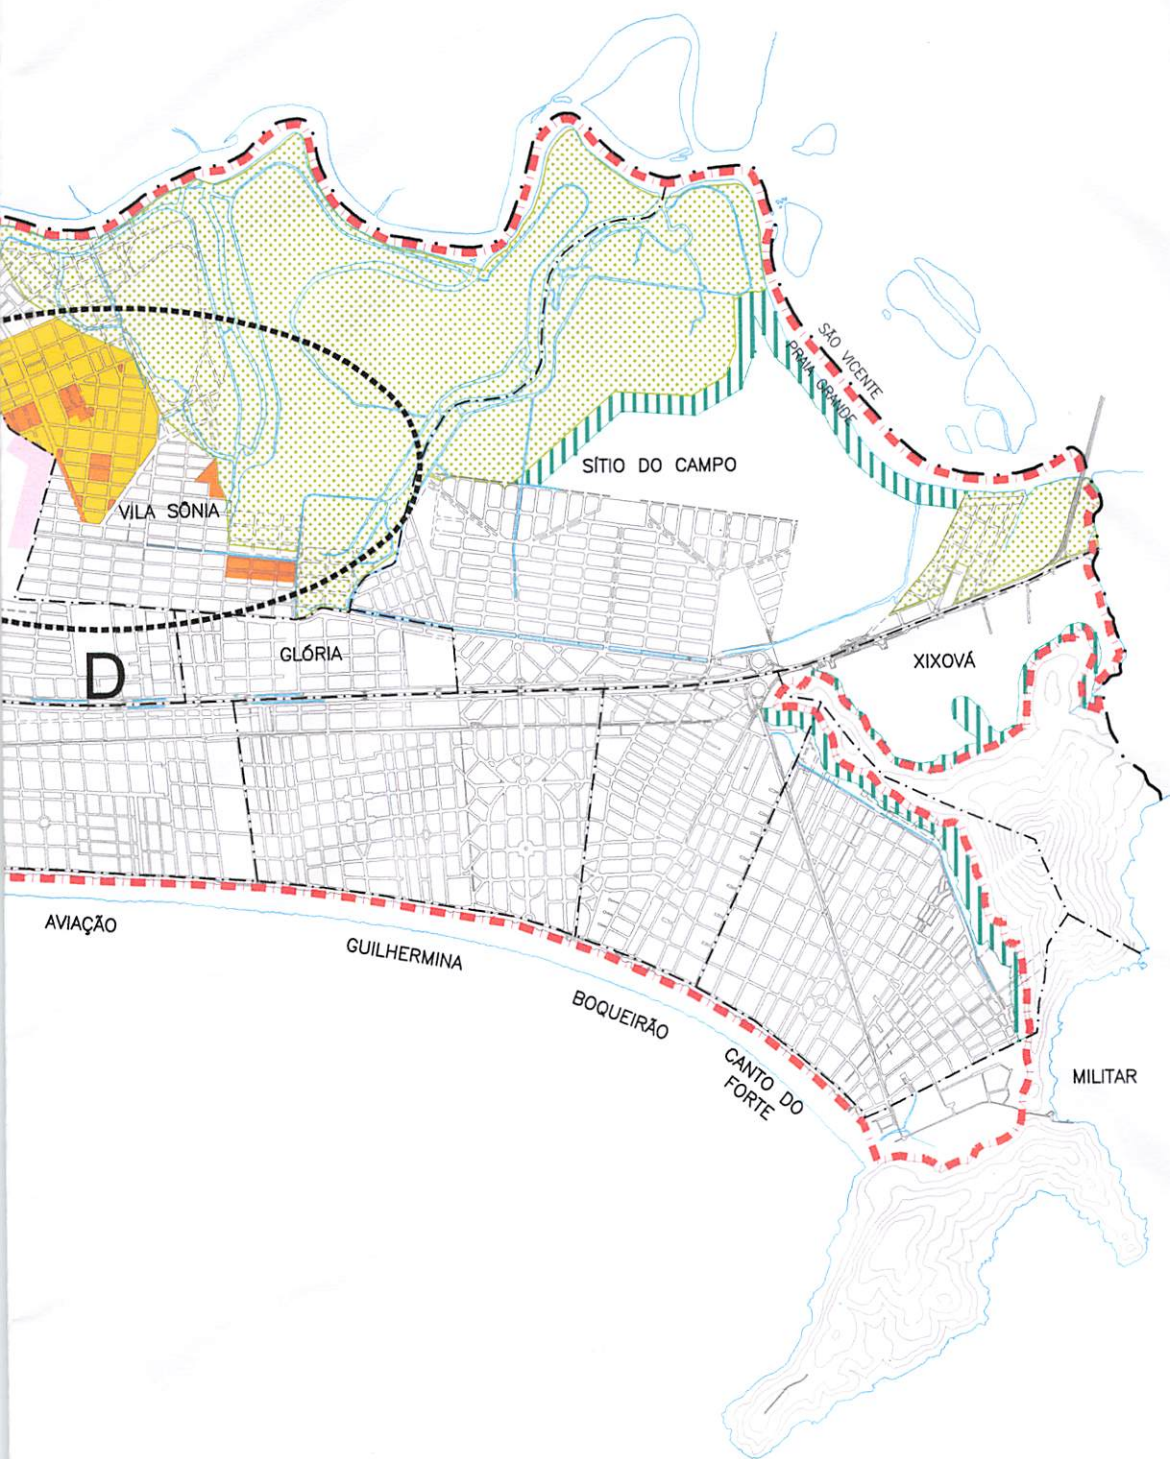 SÃO VICENTE
PRAIA GRANDE
SÍTIO DO CAMPO
VILA SÔNIA
GLÓRIA
XIXOVÁ
D
AVIAÇÃO
GUILHERMINA
BOQUEIRÃO
CANTO DO
FORTE
MILITAR